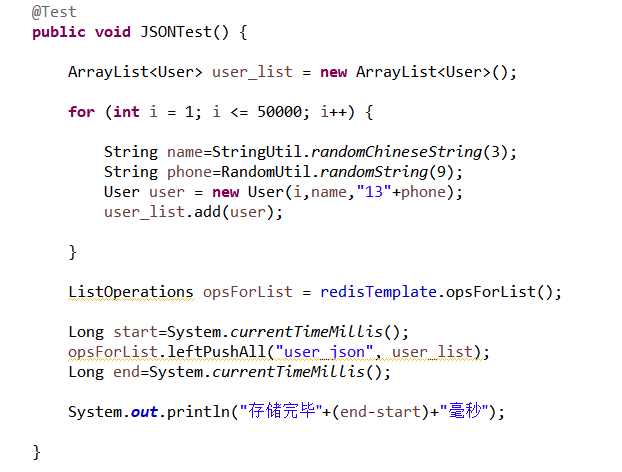 @Test
public void JSONTest() {
ArrayList<User> user_list = new ArrayList<User>();
for (int i = 1; i <= 50000; i++) {
String name=StringUtil.randomChineseString(3);
String phone=RandomUtil.randomString(9);
User user = new User(i,name,"13"+phone);
user_list.add(user);
}
ListOperations opsForList = redisTemplate.opsForList();
Long start=System.currentTimeMillis();
opsForList.leftPushAll("user_json", user_list);
Long end=System.currentTimeMillis();
System.out.println("存储完毕"+(end-start)+"毫秒");
}